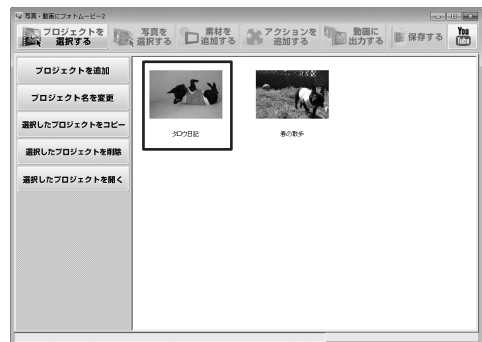 写真・動画にフォトムービー2
プロジェクトを
選択する
写真を
選択する
素材を
追加する
アクションを
追加する
動画に
出力する
保存する
You
Tube
プロジェクトを追加
プロジェクト名を変更
選択したプロジェクトをコピー
選択したプロジェクトを削除
選択したプロジェクトを開く
タロウ日記
春の散歩